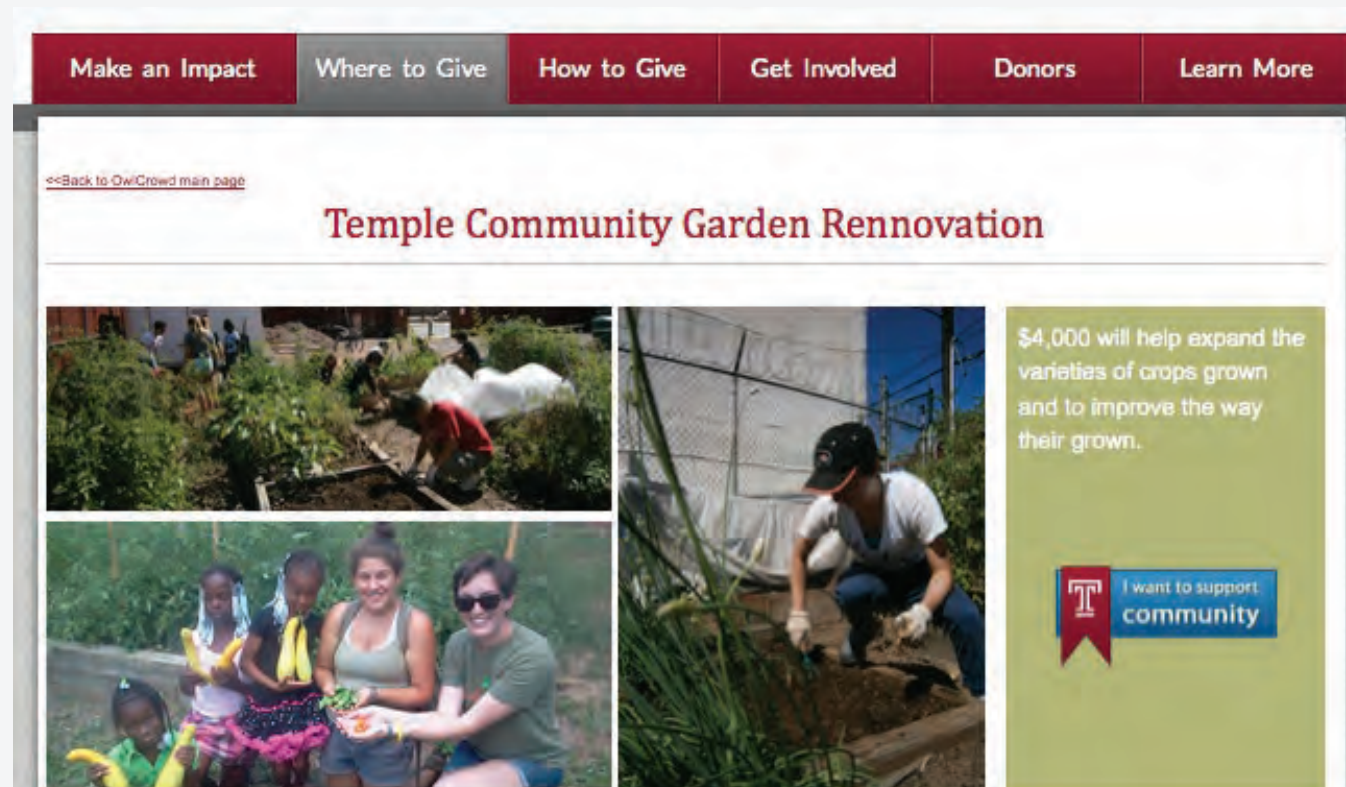 Make an Impact Where to Give How to Give Get Involved Donors Learn More
<<Back to OwlCrowd main page
Temple Community Garden Rennovation
$4,000 will help expand the
varieties of crops grown
and to improve the way
their grown.
T
I want to support
community